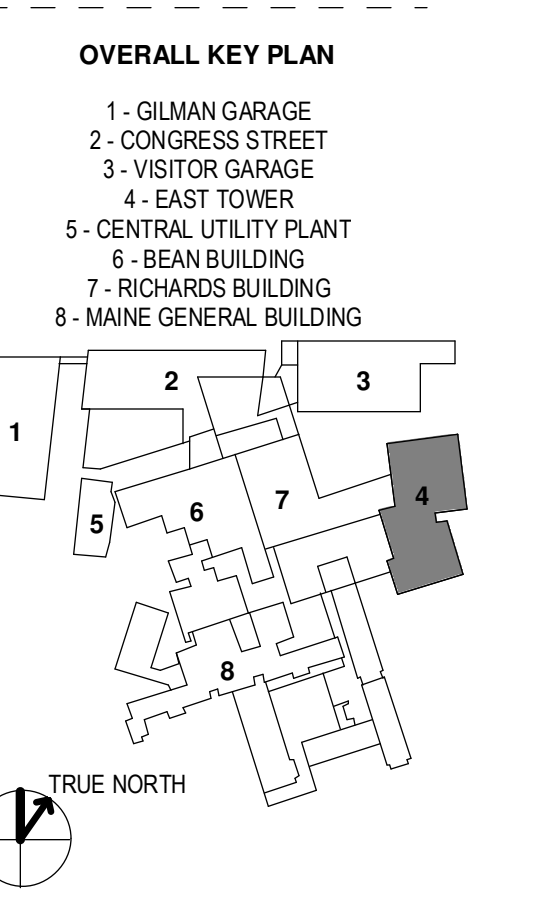 OVERALL KEY PLAN
1 - GILMAN GARAGE
2 - CONGRESS STREET
3 - VISITOR GARAGE
4 - EAST TOWER
5 - CENTRAL UTILITY PLANT
6 - BEAN BUILDING
7 - RICHARDS BUILDING
8 - MAINE GENERAL BUILDING
2
3
1
4
7
6
5
8
TRUE NORTH